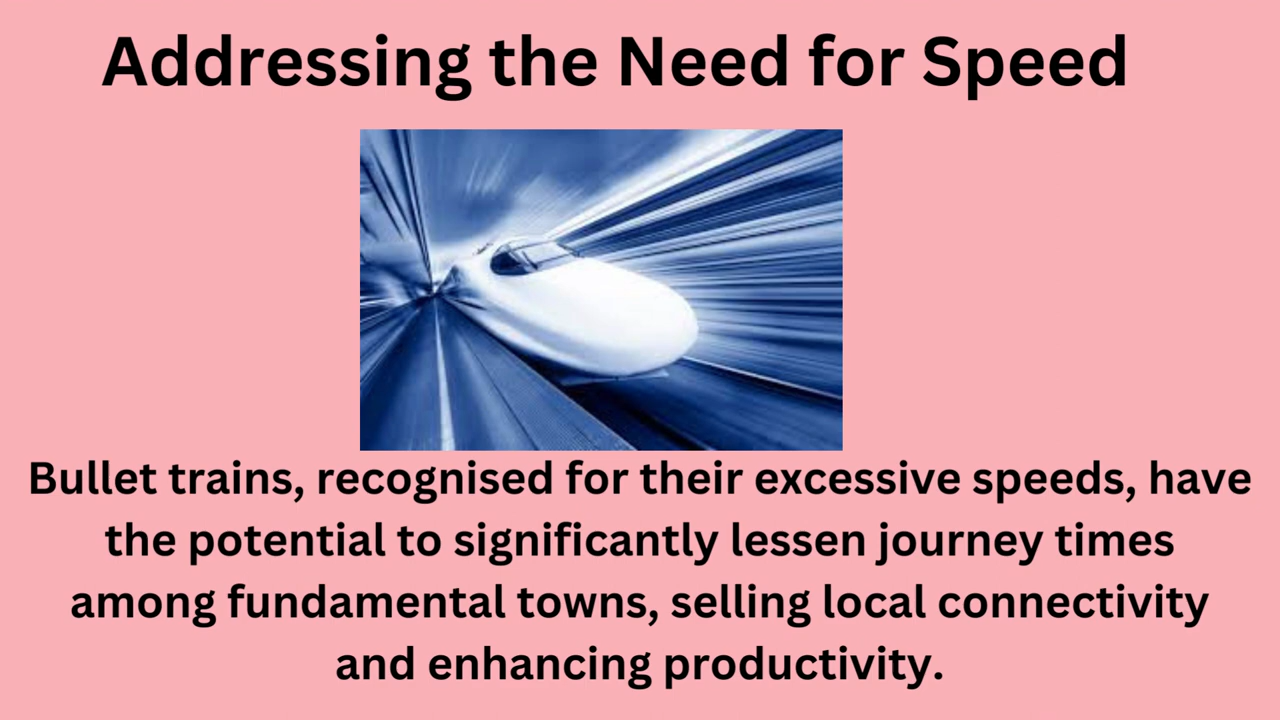 Addressing the Need for Speed
Bullet trains, recognised for their excessive speeds, have
the potential to significantly lessen journey times
among fundamental towns, selling local connectivity
and enhancing productivity.